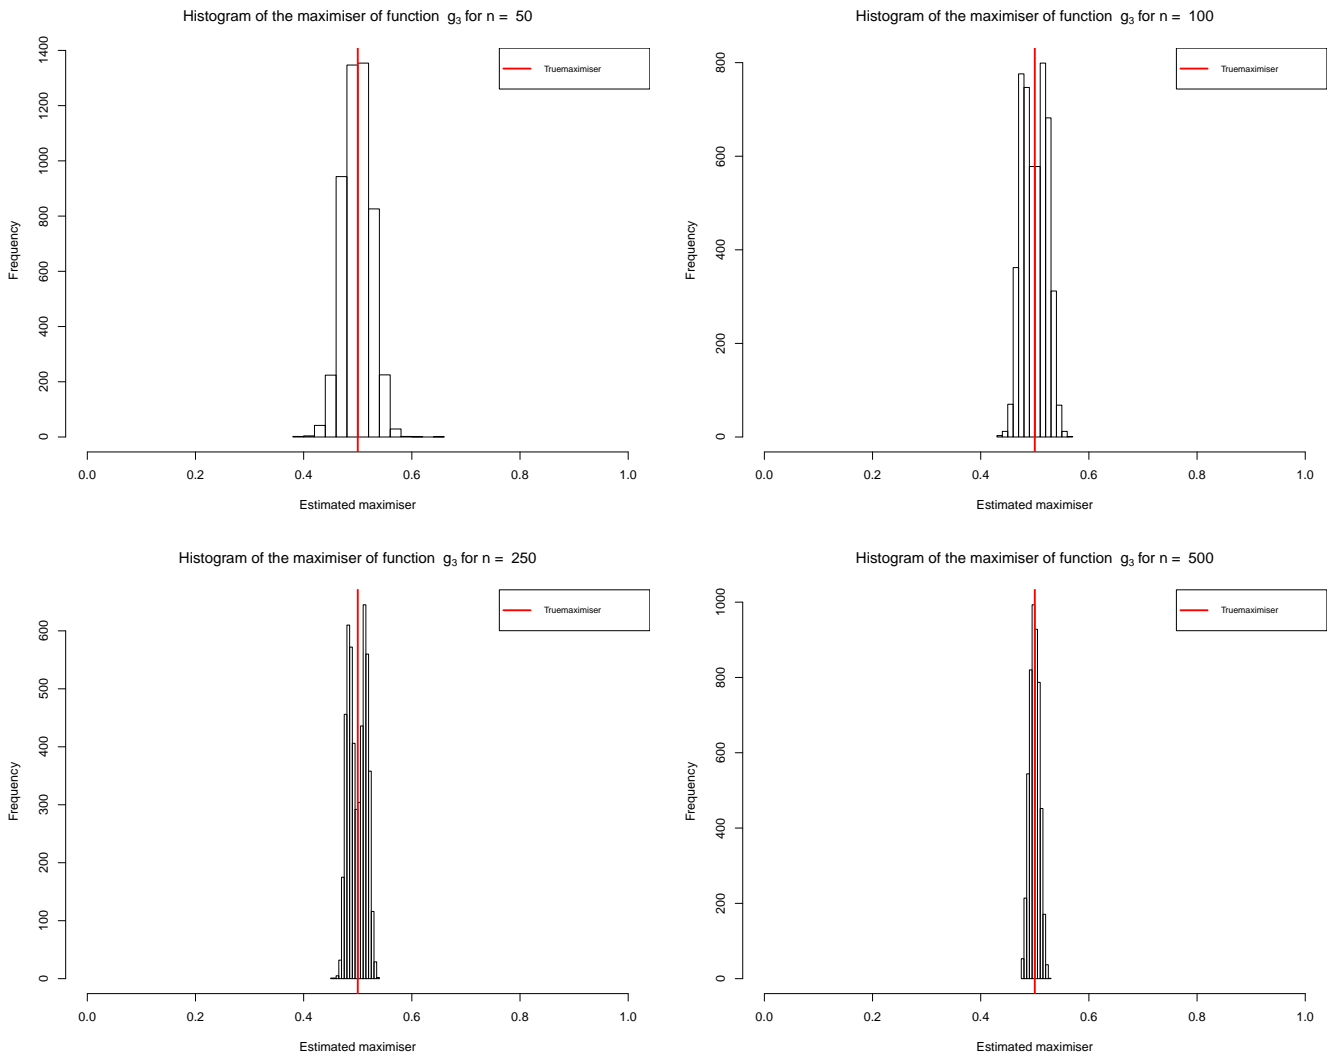 Histogram of the maximiser of function g₃ for n = 50
Truemaximiser
Frequency
0 200 400 600 800 1000 1200 1400
0.0 0.2 0.4 0.6 0.8 1.0
Estimated maximiser
Histogram of the maximiser of function g₃ for n = 100
Truemaximiser
Frequency
0 200 400 600 800
0.0 0.2 0.4 0.6 0.8 1.0
Estimated maximiser
Histogram of the maximiser of function g₃ for n = 250
Truemaximiser
Frequency
0 100 200 300 400 500 600
0.0 0.2 0.4 0.6 0.8 1.0
Estimated maximiser
Histogram of the maximiser of function g₃ for n = 500
Truemaximiser
Frequency
0 200 400 600 800 1000
0.0 0.2 0.4 0.6 0.8 1.0
Estimated maximiser